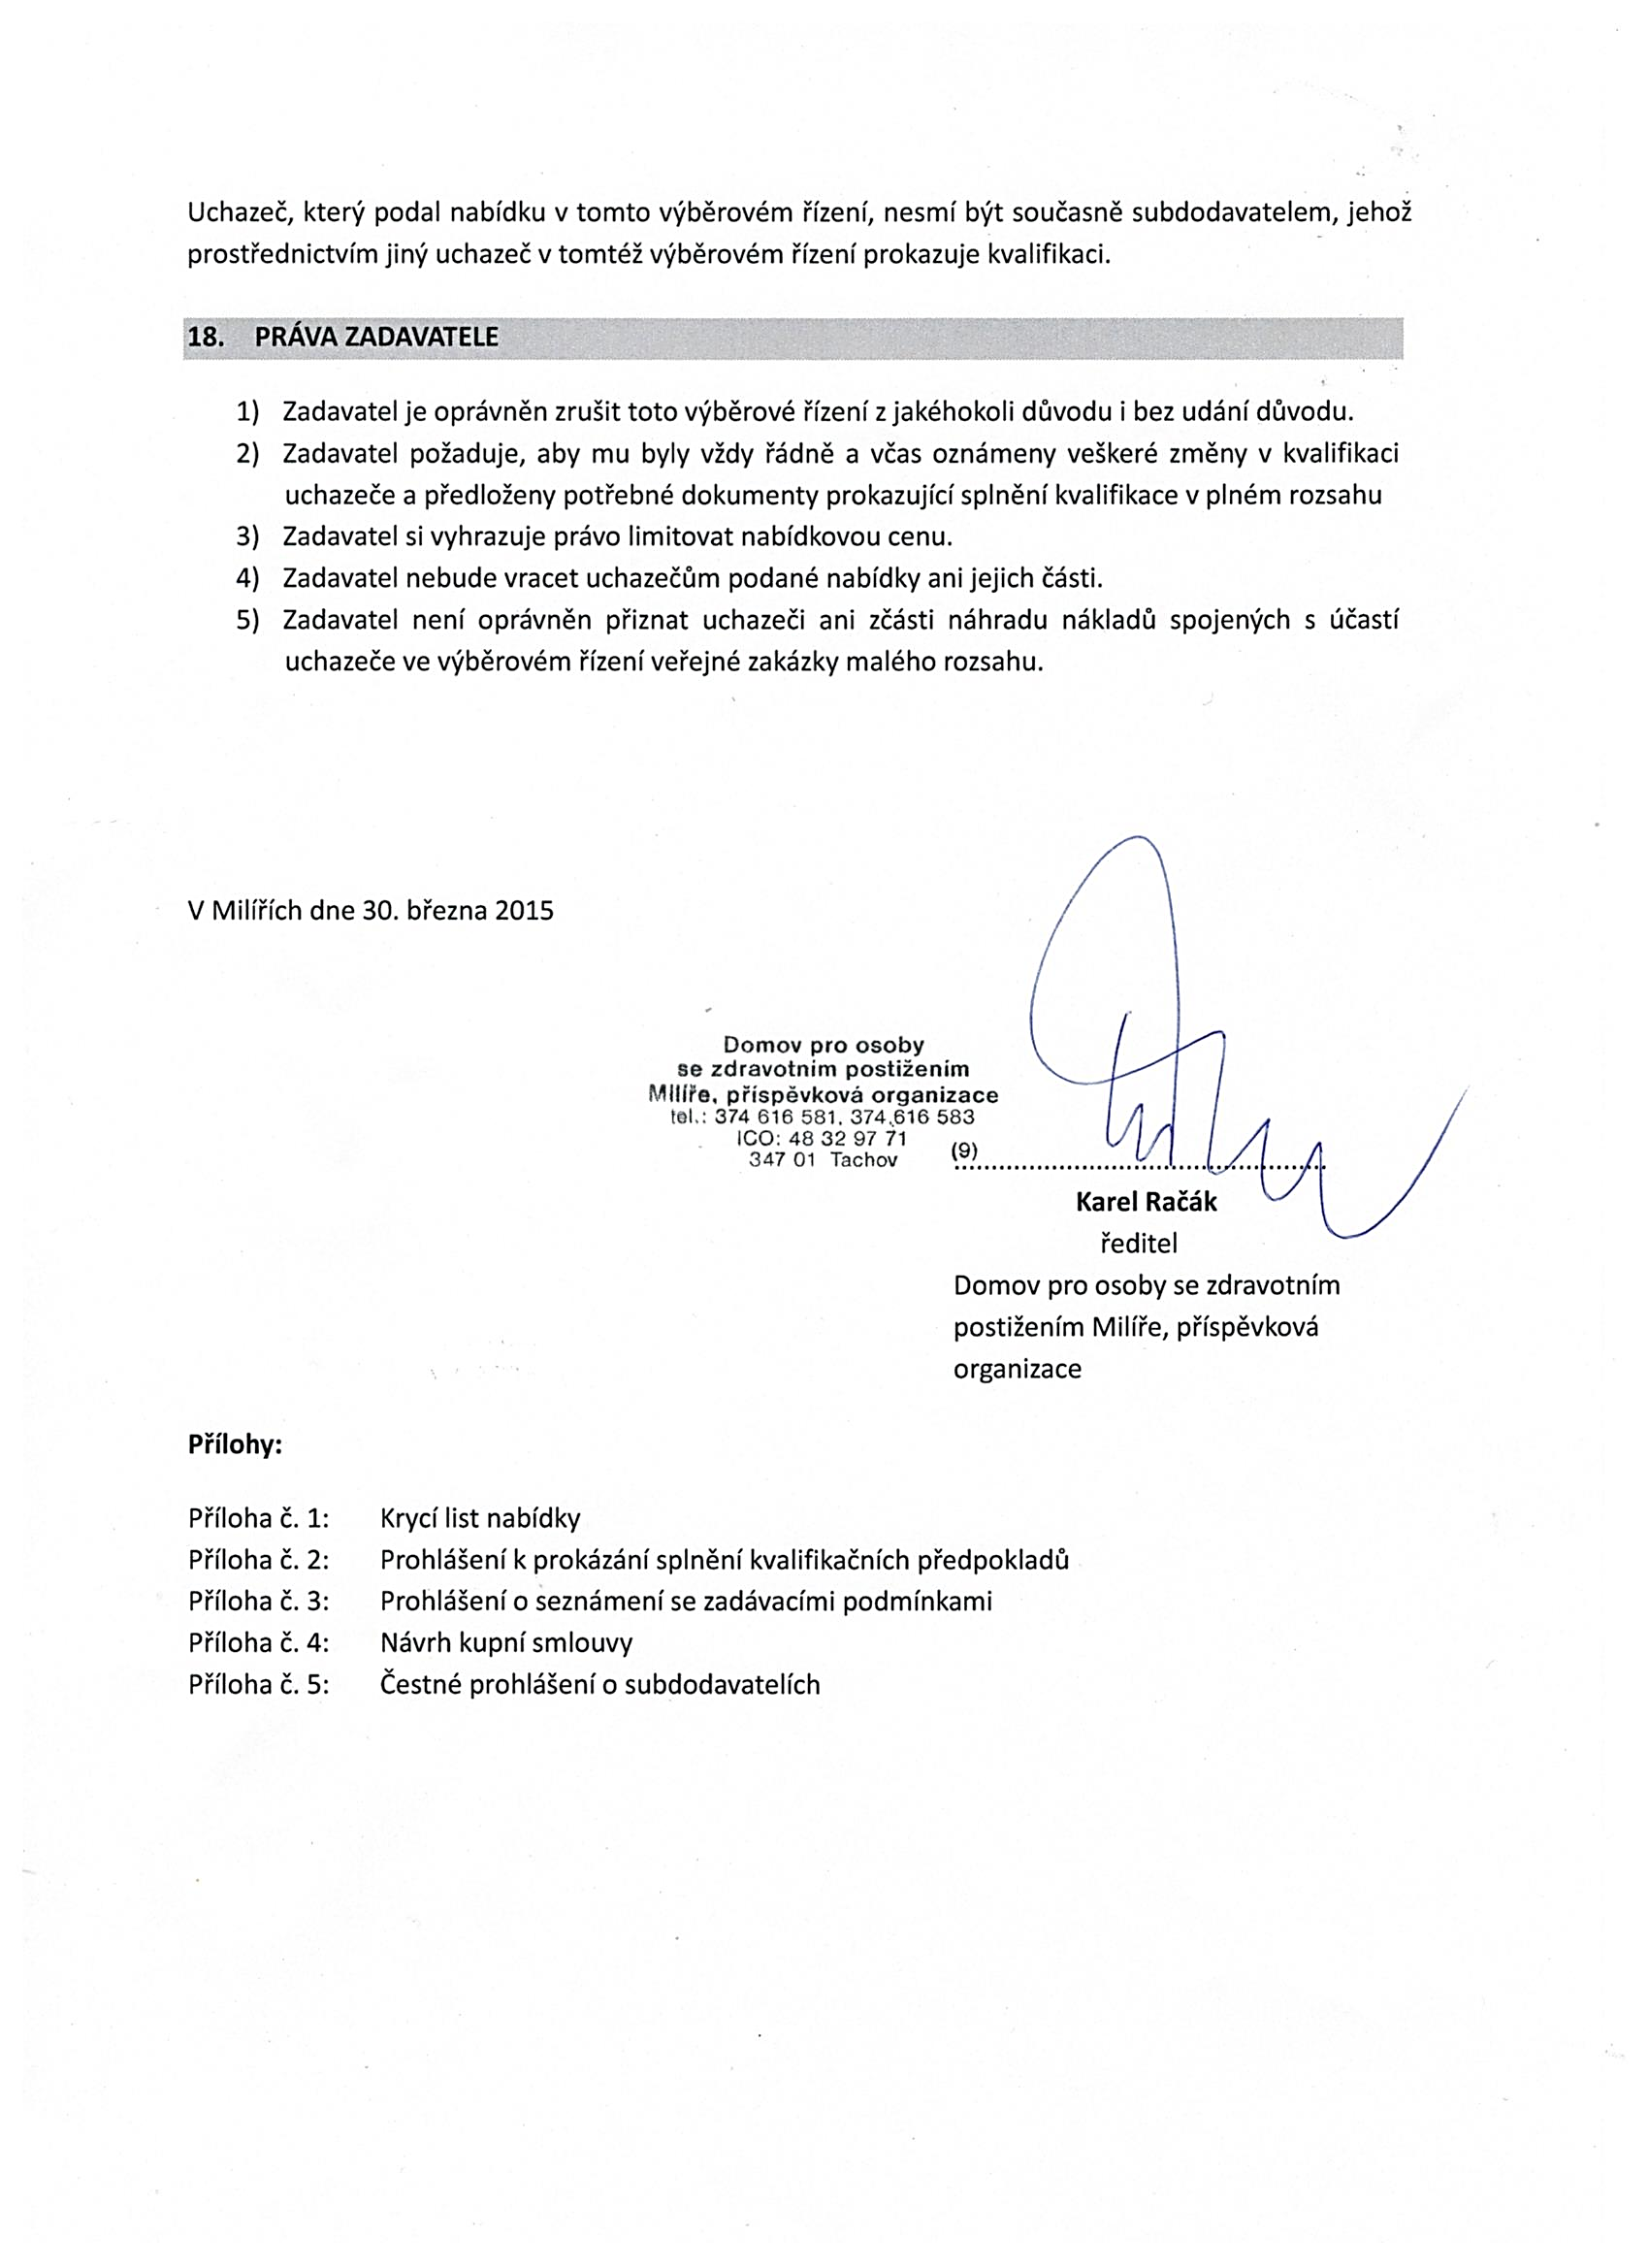 Uchazeč, který podal nabídku v tomto výběrovém řízení, nesmí být současně subdodavatelem, jehož
prostřednictvím jiný uchazeč v tomtéž výběrovém řízení prokazuje kvalifikaci.
18. PRÁVA ZADAVATELE
1) Zadavatel je oprávněn zrušit toto výběrové řízení z jakéhokoli důvodu i bez udání důvodu.
2) Zadavatel požaduje, aby mu byly vždy řádně a včas oznámeny veškeré změny v kvalifikaci
uchazeče a předloženy potřebné dokumenty prokazující splnění kvalifikace v plném rozsahu
3) Zadavatel si vyhrazuje právo limitovat nabídkovou cenu.
4) Zadavatel nebude vracet uchazečům podané nabídky ani jejich části.
5) Zadavatel není oprávněn přiznat uchazeči ani zčásti náhradu nákladů spojených s účastí
uchazeče ve výběrovém řízení veřejné zakázky malého rozsahu.
V Milířích dne 30. března 2015
Domov pro osoby
se zdravotním postižením
Milíře, příspěvková organizace
tel.: 374 616 581, 374 616 583
IČO: 48 32 97 71
347 01 Tachov (9)
Karel Račák
ředitel
Domov pro osoby se zdravotním
postižením Milíře, příspěvková
organizace
Přílohy:
Příloha č. 1: Krycí list nabídky
Příloha č. 2: Prohlášení k prokázání splnění kvalifikačních předpokladů
Příloha č. 3: Prohlášení o seznámení se zadávacími podmínkami
Příloha č. 4: Návrh kupní smlouvy
Příloha č. 5: Čestné prohlášení o subdodavatelích